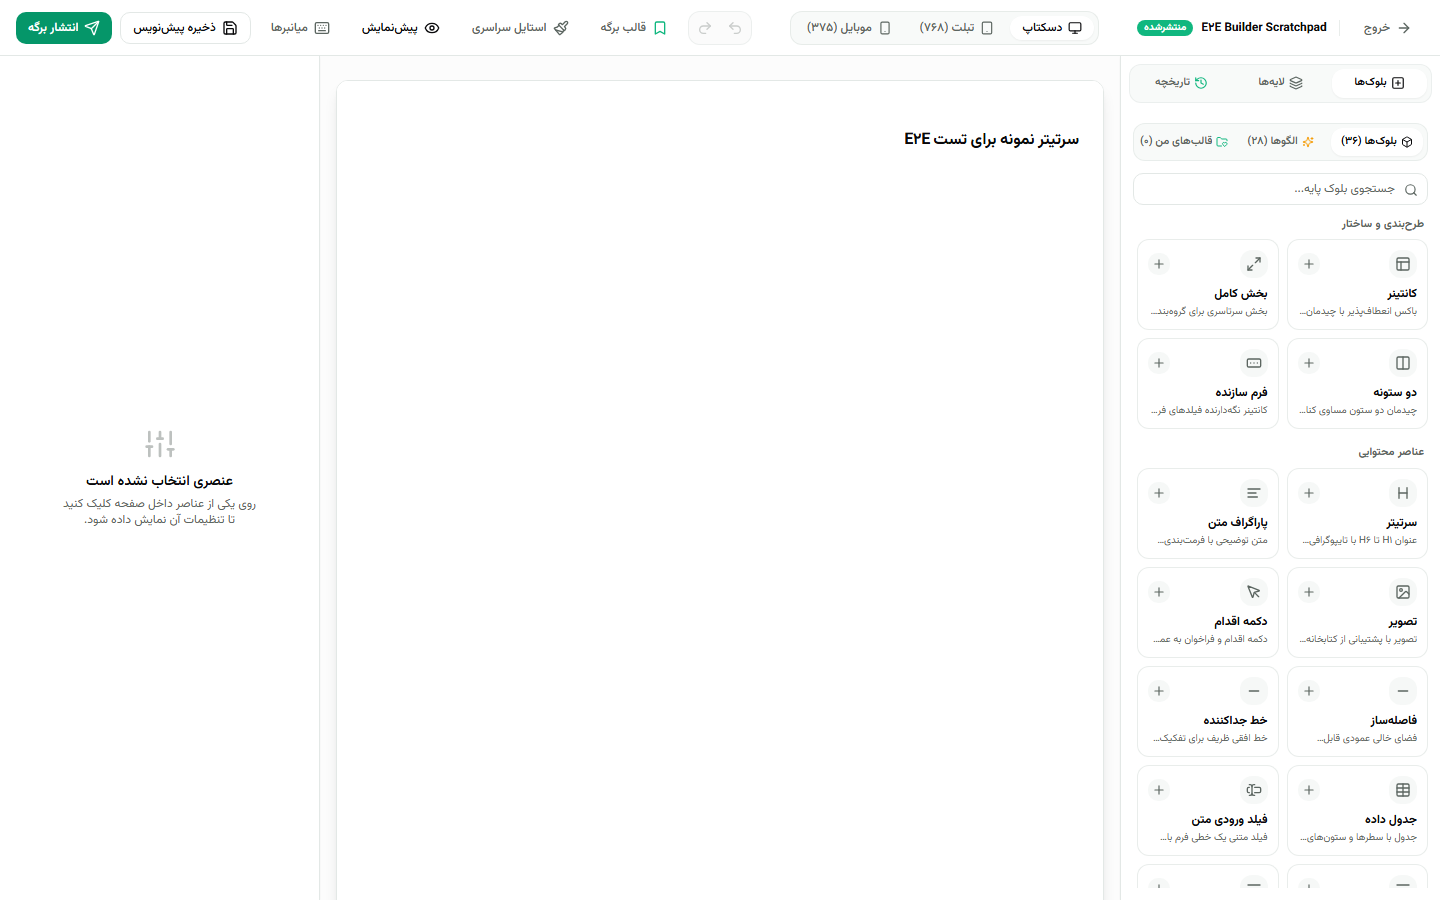 خروج
E۲E Builder Scratchpad
منتشرشده
دسکتاپ
تبلت (۷۶۸)
موبایل (۳۷۵)
قالب برگه
استایل سراسری
پیش‌نمایش
میانبرها
ذخیره پیش‌نویس
انتشار برگه
بلوک‌ها
لایه‌ها
تاریخچه
بلوک‌ها (۳۶)
الگوها (۲۸)
قالب‌های من (۰)
جستجوی بلوک پایه...
طرح‌بندی و ساختار
کانتینر
باکس انعطاف‌پذیر با چیدمان...
بخش کامل
بخش سرتاسری برای گروه‌بند...
دو ستونه
چیدمان دو ستون مساوی کنا...
فرم سازنده
کانتینر نگه‌دارنده فیلدهای فر...
عناصر محتوایی
سرتیتر
عنوان H۱ تا H۶ با تایپوگرافی...
پاراگراف متن
متن توضیحی با فرمت‌بندی...
تصویر
تصویر با پشتیبانی از کتابخانه...
دکمه اقدام
دکمه اقدام و فراخوان به عمـ...
فاصله‌ساز
فضای خالی عمودی قابل...
خط جداکننده
خط افقی ظریف برای تفکیک...
جدول داده
جدول با سطرها و ستون‌های...
فیلد ورودی متن
فیلد متنی یک خطی فرم با...
سرتیتر نمونه برای تست E۲E
عنصری انتخاب نشده است
روی یکی از عناصر داخل صفحه کلیک کنید
تا تنظیمات آن نمایش داده شود.